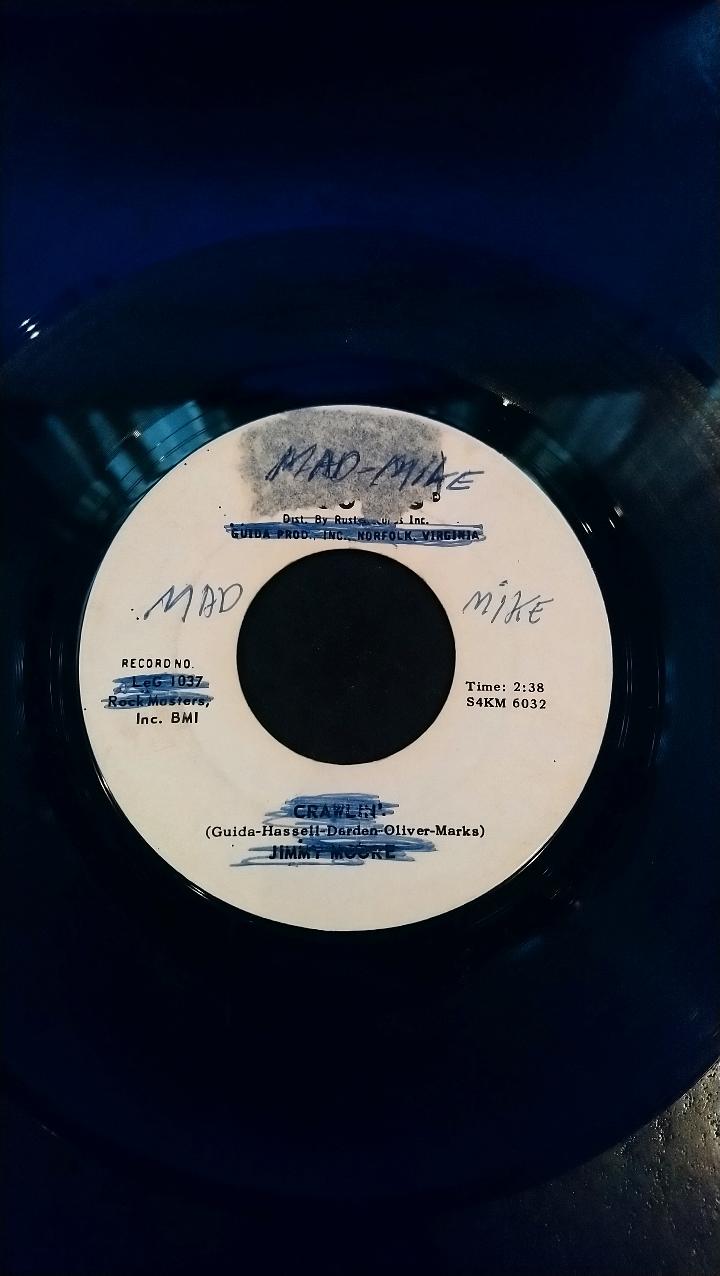 MAD-MIKE
Dist. By Rust Inc.
GUIDA PROD., INC., NORFOLK, VIRGINIA
MAD MIKE
RECORD NO.
LeG 1037
Rock Masters,
Inc. BMI
Time: 2:38
S4KM 6032
CRAWLIN'
(Guida-Hassell-Darden-Oliver-Marks)
JIMMY MOORE